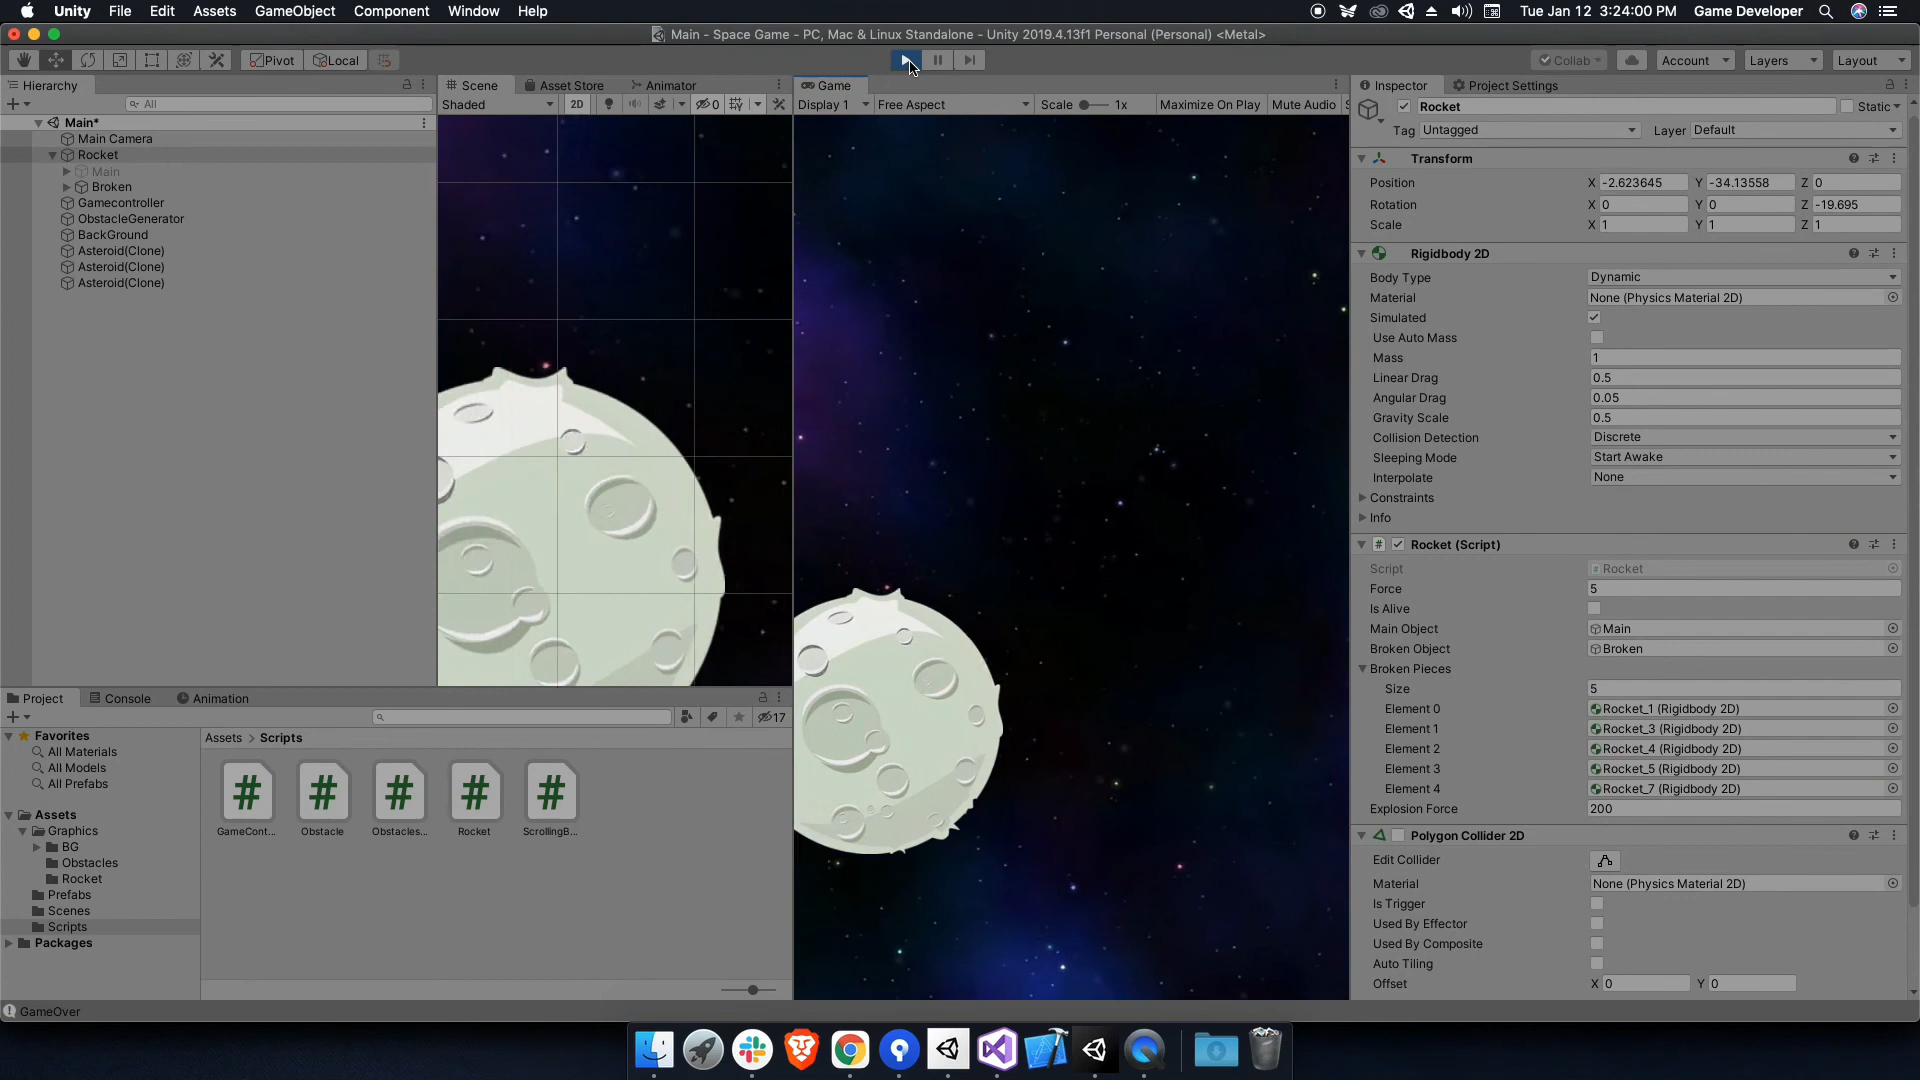 Unity File Edit Assets GameObject Component Window Help Tue Jan 12 3:24:00 PM Game Developer
Main - Space Game - PC, Mac & Linux Standalone - Unity 2019.4.13f1 Personal (Personal) <Metal>
Pivot Local Collab Account Layers Layout
Hierarchy
All
Main*
Main Camera
Rocket
Main
Broken
Gamecontroller
ObstacleGenerator
BackGround
Asteroid(Clone)
Asteroid(Clone)
Asteroid(Clone)
Scene Asset Store Animator
Shaded 2D 0
Game
Display 1 Free Aspect Scale 1x Maximize On Play Mute Audio S
Inspector Project Settings
Rocket Static
Tag Untagged Layer Default
Transform
Position X -2.623645 Y -34.13558 Z 0
Rotation X 0 Y 0 Z -19.695
Scale X 1 Y 1 Z 1
Rigidbody 2D
Body Type Dynamic
Material None (Physics Material 2D)
Simulated
Use Auto Mass
Mass 1
Linear Drag 0.5
Angular Drag 0.05
Gravity Scale 0.5
Collision Detection Discrete
Sleeping Mode Start Awake
Interpolate None
Constraints
Info
Rocket (Script)
Script Rocket
Force 5
Is Alive
Main Object Main
Broken Object Broken
Broken Pieces
Size 5
Element 0 Rocket_1 (Rigidbody 2D)
Element 1 Rocket_3 (Rigidbody 2D)
Element 2 Rocket_4 (Rigidbody 2D)
Element 3 Rocket_5 (Rigidbody 2D)
Element 4 Rocket_7 (Rigidbody 2D)
Explosion Force 200
Polygon Collider 2D
Edit Collider
Material None (Physics Material 2D)
Is Trigger
Used By Effector
Used By Composite
Auto Tiling
Offset X 0 Y 0
Project Console Animation
17
Favorites
All Materials
All Models
All Prefabs
Assets
Graphics
BG
Obstacles
Rocket
Prefabs
Scenes
Scripts
Packages
Assets > Scripts
GameCont... Obstacle Obstacles... Rocket ScrollingB...
GameOver